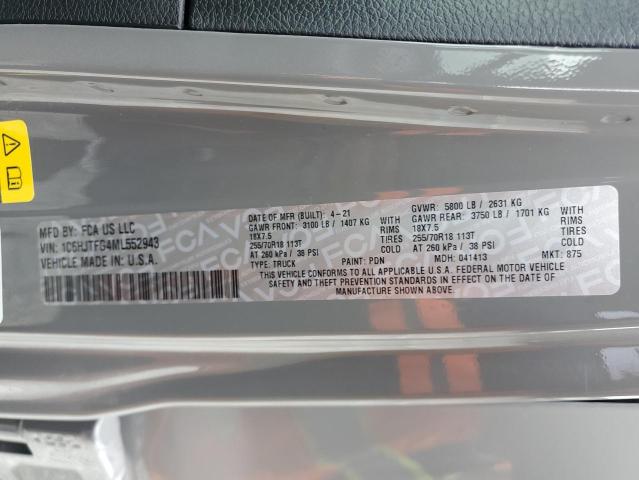 MFD BY: FCA US LLC
VIN: 1C6HJTFG4ML552943
VEHICLE MADE IN: U.S.A.
DATE OF MFR (BUILT): 4-21
GAWR FRONT: 3100 LB / 1407 KG
18X7.5
255/70R18 113T
AT 260 kPa / 38 PSI
TYPE: TRUCK
WITH
RIMS
TIRES
COLD
PAINT: PDN
GVWR: 5800 LB / 2631 KG
GAWR REAR: 3750 LB / 1701 KG
18X7.5
255/70R18 113T
AT 260 kPa / 38 PSI
MDH: 041413
WITH
RIMS
TIRES
COLD
MKT: 875
THIS VEHICLE CONFORMS TO ALL APPLICABLE U.S.A. FEDERAL MOTOR VEHICLE
SAFETY AND THEFT PREVENTION STANDARDS IN EFFECT ON THE DATE OF
MANUFACTURE SHOWN ABOVE.